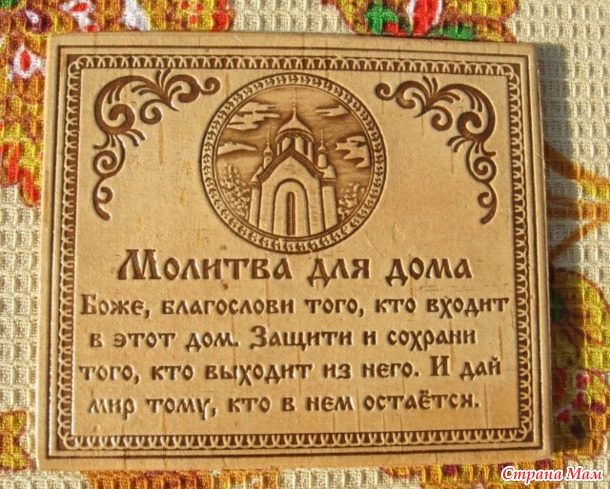 Молитва для дома
Боже, благослови того, кто входит
в этот дом. Защити и сохрани
того, кто выходит из него. И дай
мир тому, кто в нем остаётся.
Страна Мам